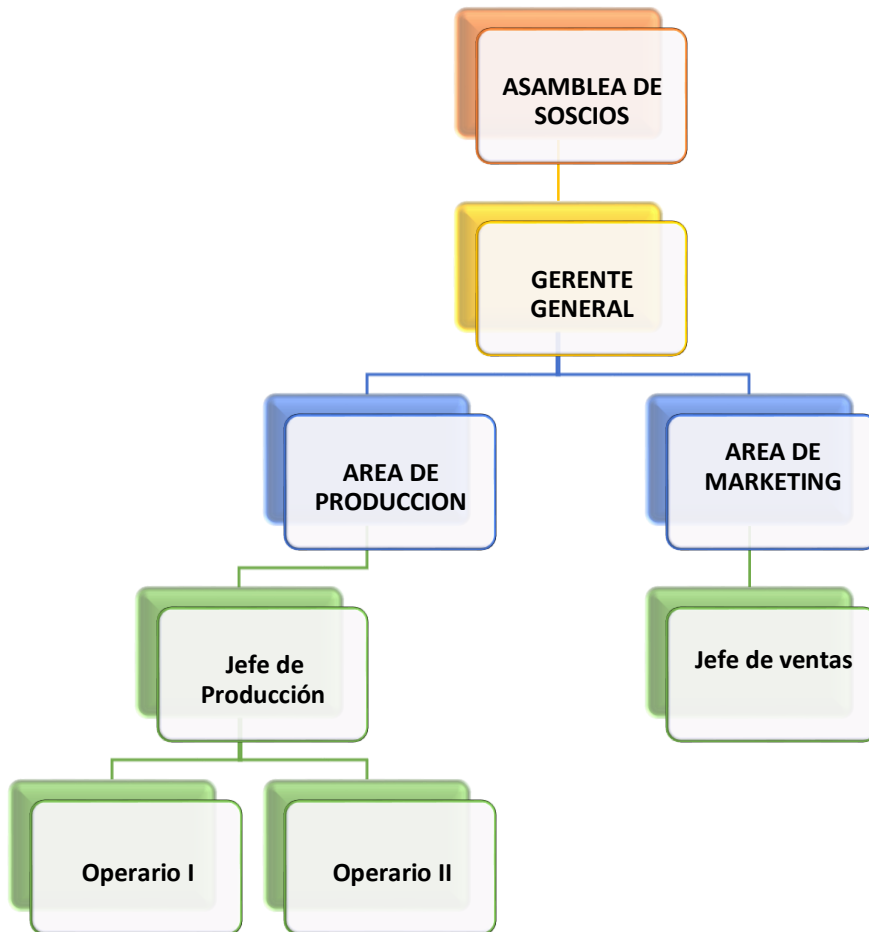 ASAMBLEA DE
SOSCIOS
GERENTE
GENERAL
AREA DE
PRODUCCION
AREA DE
MARKETING
Jefe de
Producción
Jefe de ventas
Operario I
Operario II